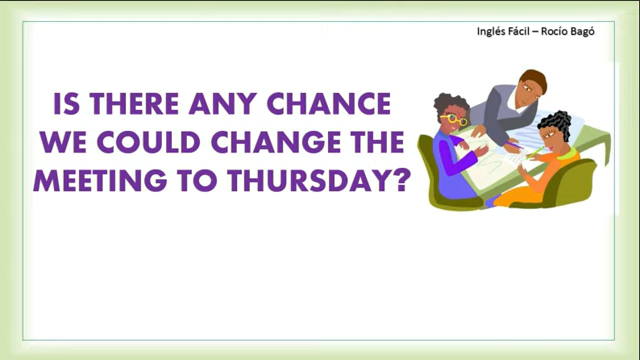 Inglés Fácil – Rocío Bagó
IS THERE ANY CHANCE
WE COULD CHANGE THE
MEETING TO THURSDAY?